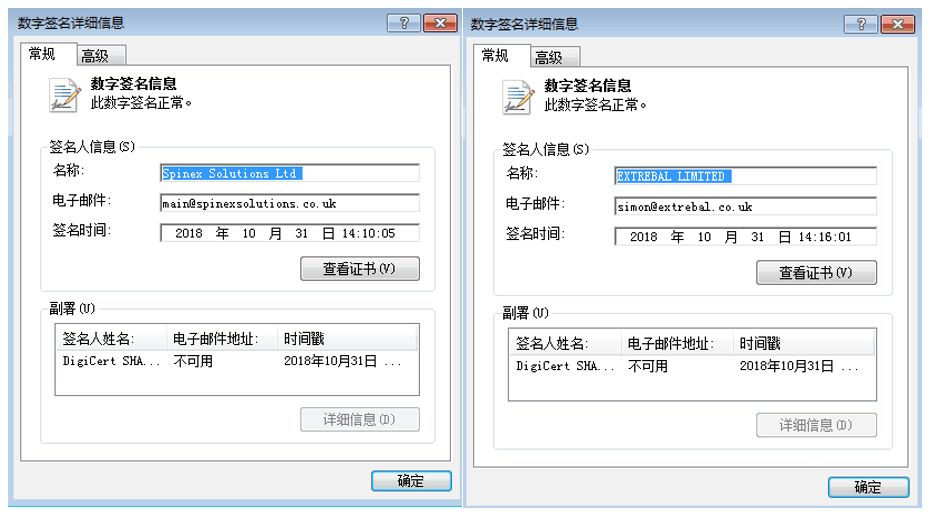 数字签名详细信息
常规 高级
数字签名信息
此数字签名正常。
签名人信息(S)
名称: Spinex Solutions Ltd
电子邮件: main@spinexsolutions.co.uk
签名时间: 2018 年 10 月 31 日 14:10:05
查看证书(V)
副署(U)
签名人姓名: 电子邮件地址: 时间戳
DigiCert SHA... 不可用 2018年10月31日 ...
详细信息(D)
确定
数字签名详细信息
常规 高级
数字签名信息
此数字签名正常。
签名人信息(S)
名称: EXTREBAL LIMITED
电子邮件: simon@extrebal.co.uk
签名时间: 2018 年 10 月 31 日 14:16:01
查看证书(V)
副署(U)
签名人姓名: 电子邮件地址: 时间戳
DigiCert SHA... 不可用 2018年10月31日 ...
详细信息(D)
确定